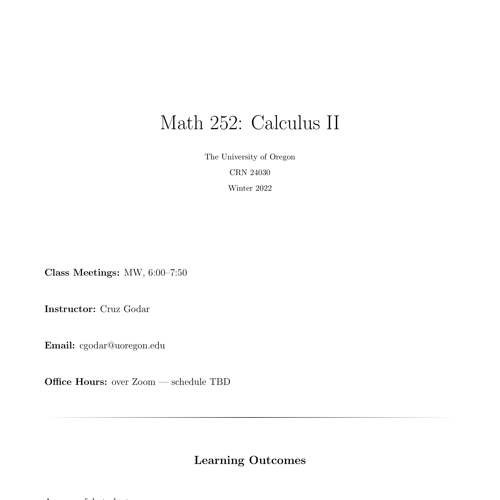 Math 252: Calculus II
The University of Oregon
CRN 24030
Winter 2022
Class Meetings: MW, 6:00–7:50
Instructor: Cruz Godar
Email: cgodar@uoregon.edu
Office Hours: over Zoom — schedule TBD
Learning Outcomes